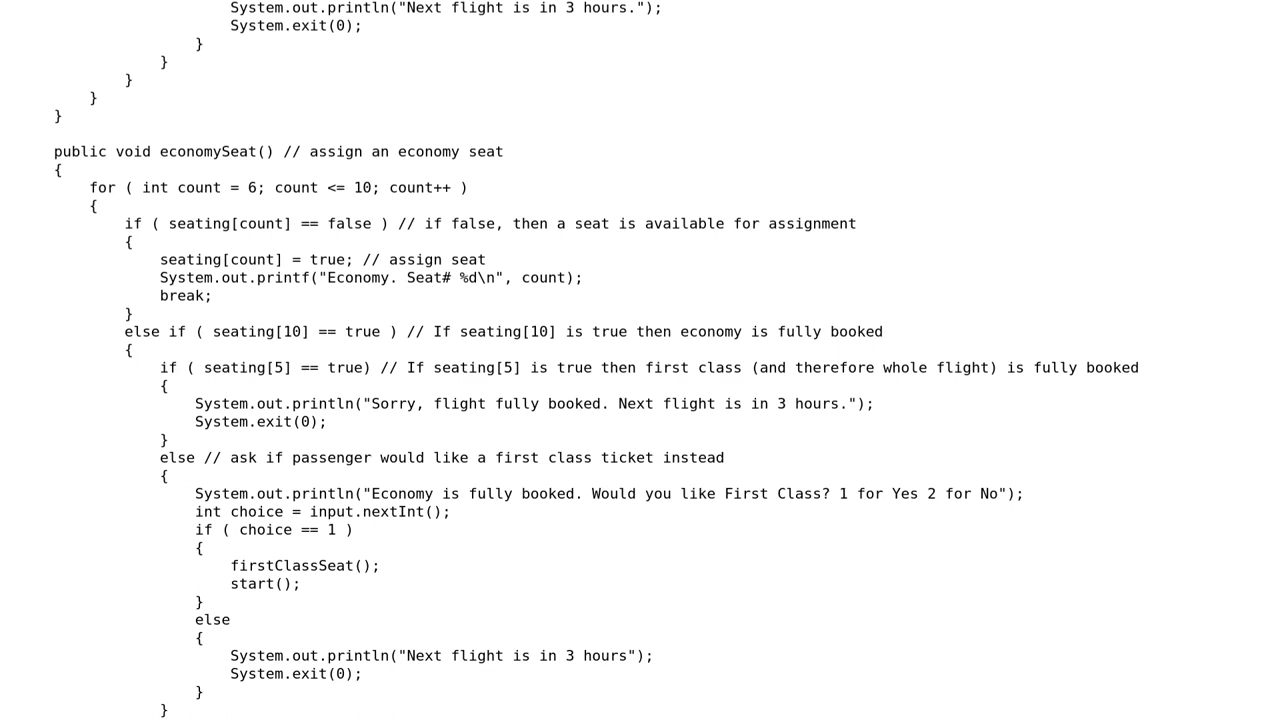 System.out.println("Next flight is in 3 hours.");
System.exit(0);
}
}
}
}
}
public void economySeat() // assign an economy seat
{
for ( int count = 6; count <= 10; count++ )
{
if ( seating[count] == false ) // if false, then a seat is available for assignment
{
seating[count] = true; // assign seat
System.out.printf("Economy. Seat# %d\n", count);
break;
}
else if ( seating[10] == true ) // If seating[10] is true then economy is fully booked
{
if ( seating[5] == true) // If seating[5] is true then first class (and therefore whole flight) is fully booked
{
System.out.println("Sorry, flight fully booked. Next flight is in 3 hours.");
System.exit(0);
}
else // ask if passenger would like a first class ticket instead
{
System.out.println("Economy is fully booked. Would you like First Class? 1 for Yes 2 for No");
int choice = input.nextInt();
if ( choice == 1 )
{
firstClassSeat();
start();
}
else
{
System.out.println("Next flight is in 3 hours");
System.exit(0);
}
}